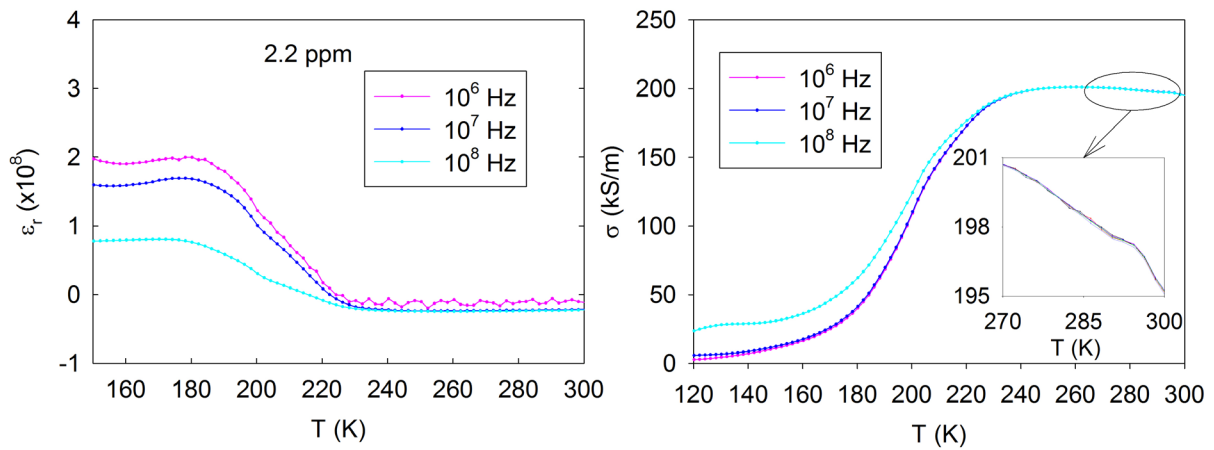 4
3
2
1
0
-1
εr (x10^8)
2.2 ppm
10^6 Hz
10^7 Hz
10^8 Hz
160 180 200 220 240 260 280 300
T (K)
250
200
150
100
50
0
σ (kS/m)
10^6 Hz
10^7 Hz
10^8 Hz
201
198
195
270 285 300
T (K)
120 140 160 180 200 220 240 260 280 300
T (K)